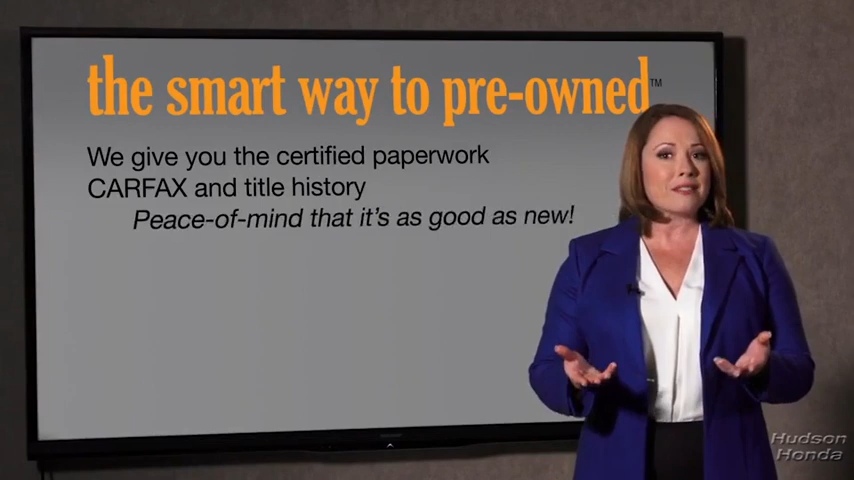 the smart way to pre-owned™
We give you the certified paperwork
CARFAX and title history
Peace-of-mind that it's as good as new!
Hudson
Honda